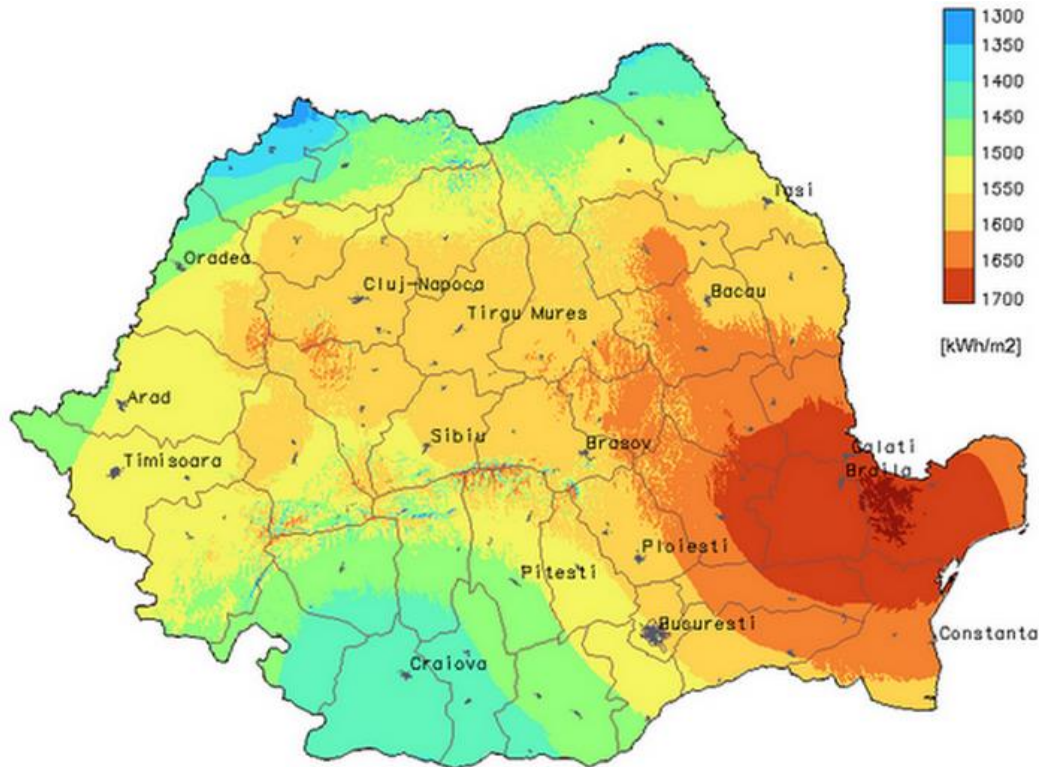 1300
1350
1400
1450
1500
1550
1600
1650
1700
[kWh/m2]
Iasi
Oradea
Cluj-Napoca
Bacau
Tirgu Mures
Arad
Sibiu
Brasov
Galati
Timisoara
Braila
Ploiesti
Pitesti
Bucuresti
Constanta
Craiova